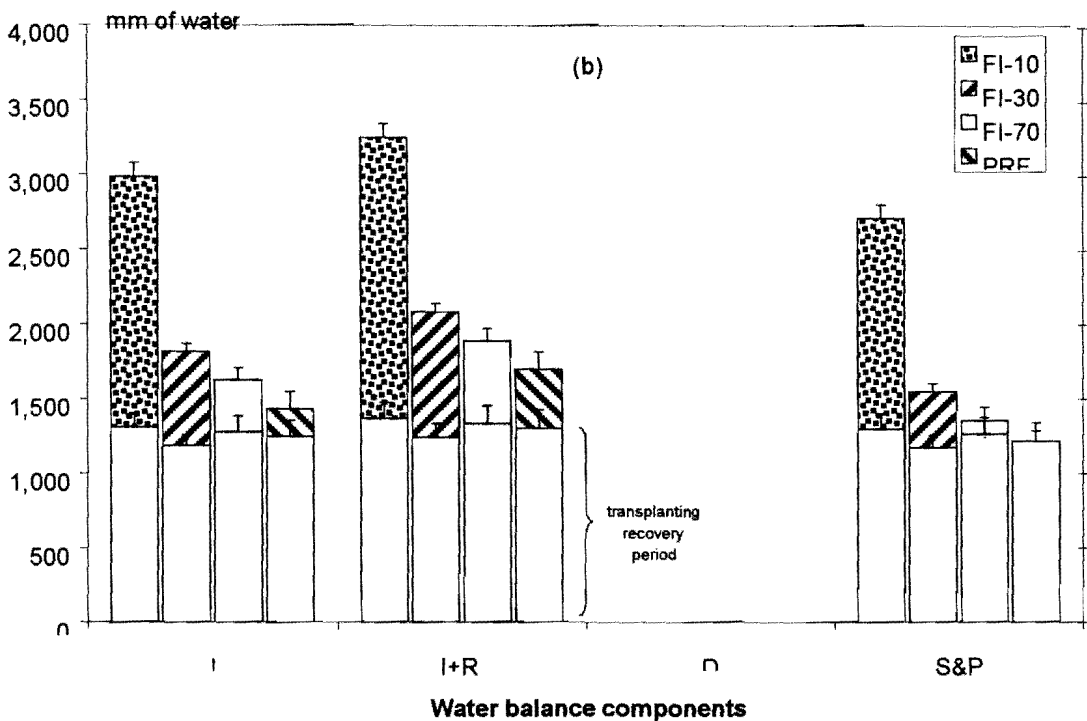 4,000
mm of water
(b)
FI-10
FI-30
FI-70
3,500
3,000
2,500
2,000
1,500
1,000
500
0
transplanting
recovery
period
I
I+R
D
S&P
Water balance components